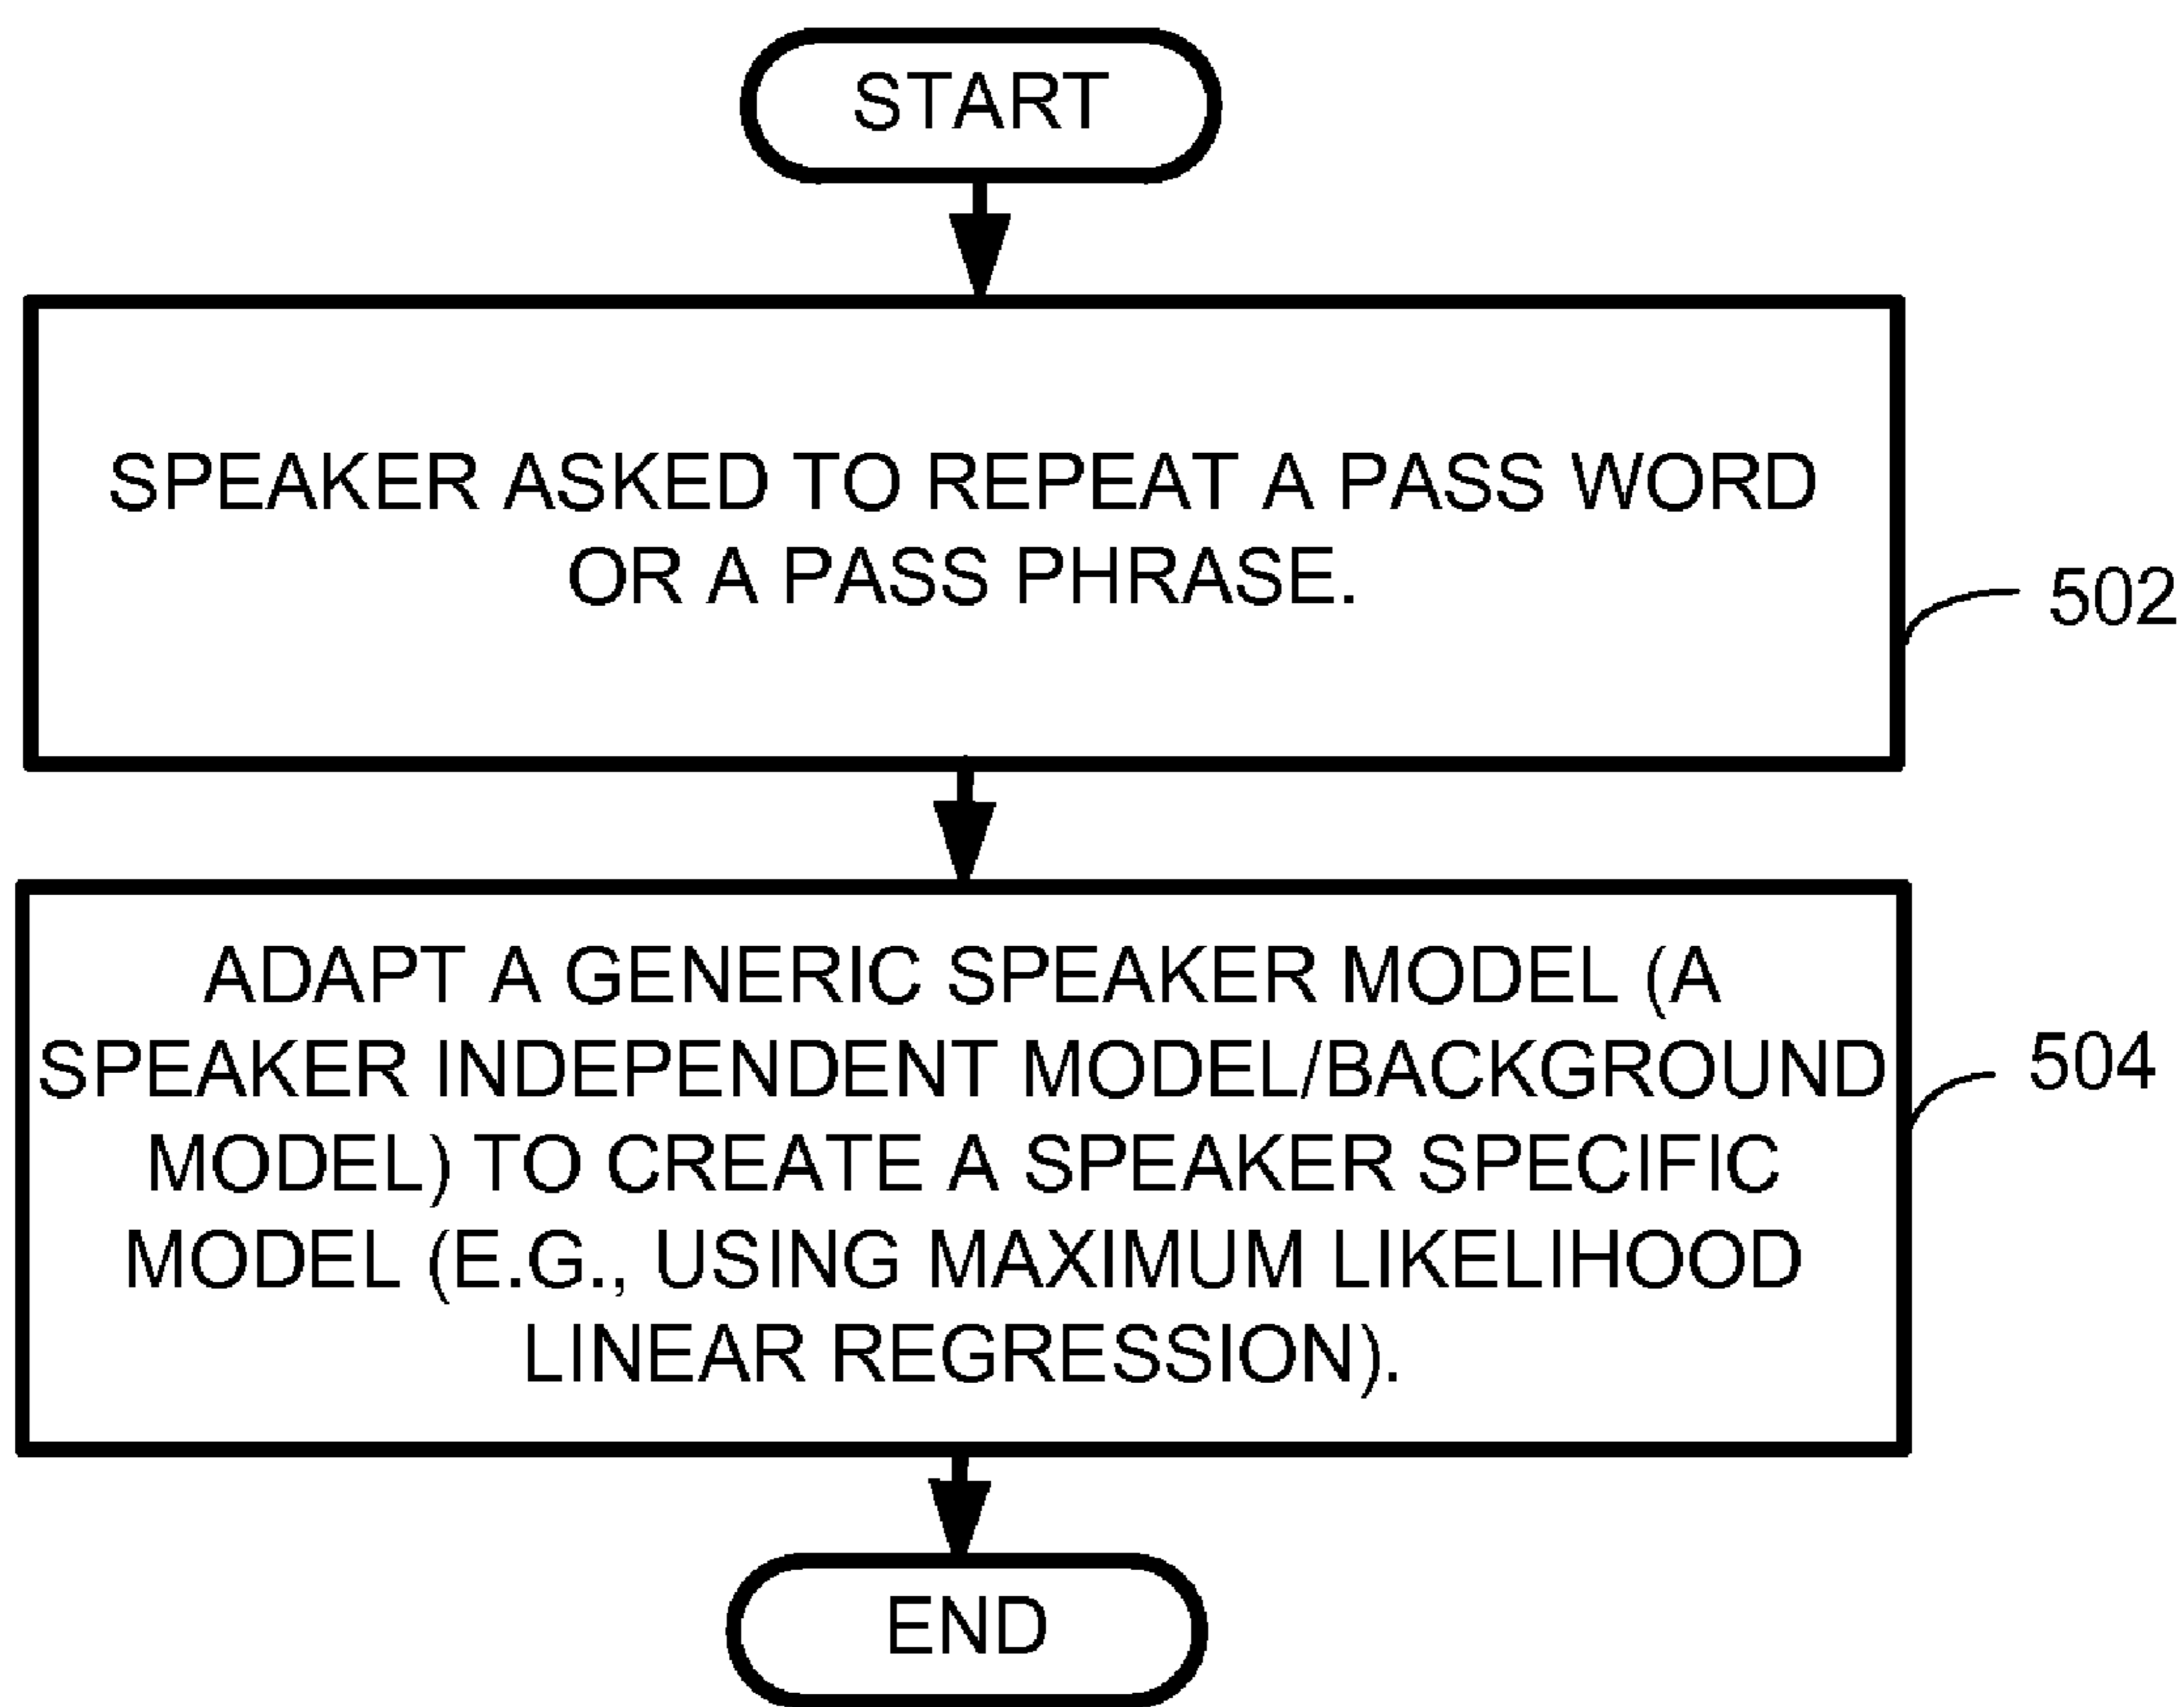 START
SPEAKER ASKED TO REPEAT A PASS WORD
OR A PASS PHRASE.
502
ADAPT A GENERIC SPEAKER MODEL (A
SPEAKER INDEPENDENT MODEL/BACKGROUND
MODEL) TO CREATE A SPEAKER SPECIFIC
MODEL (E.G., USING MAXIMUM LIKELIHOOD
LINEAR REGRESSION).
504
END